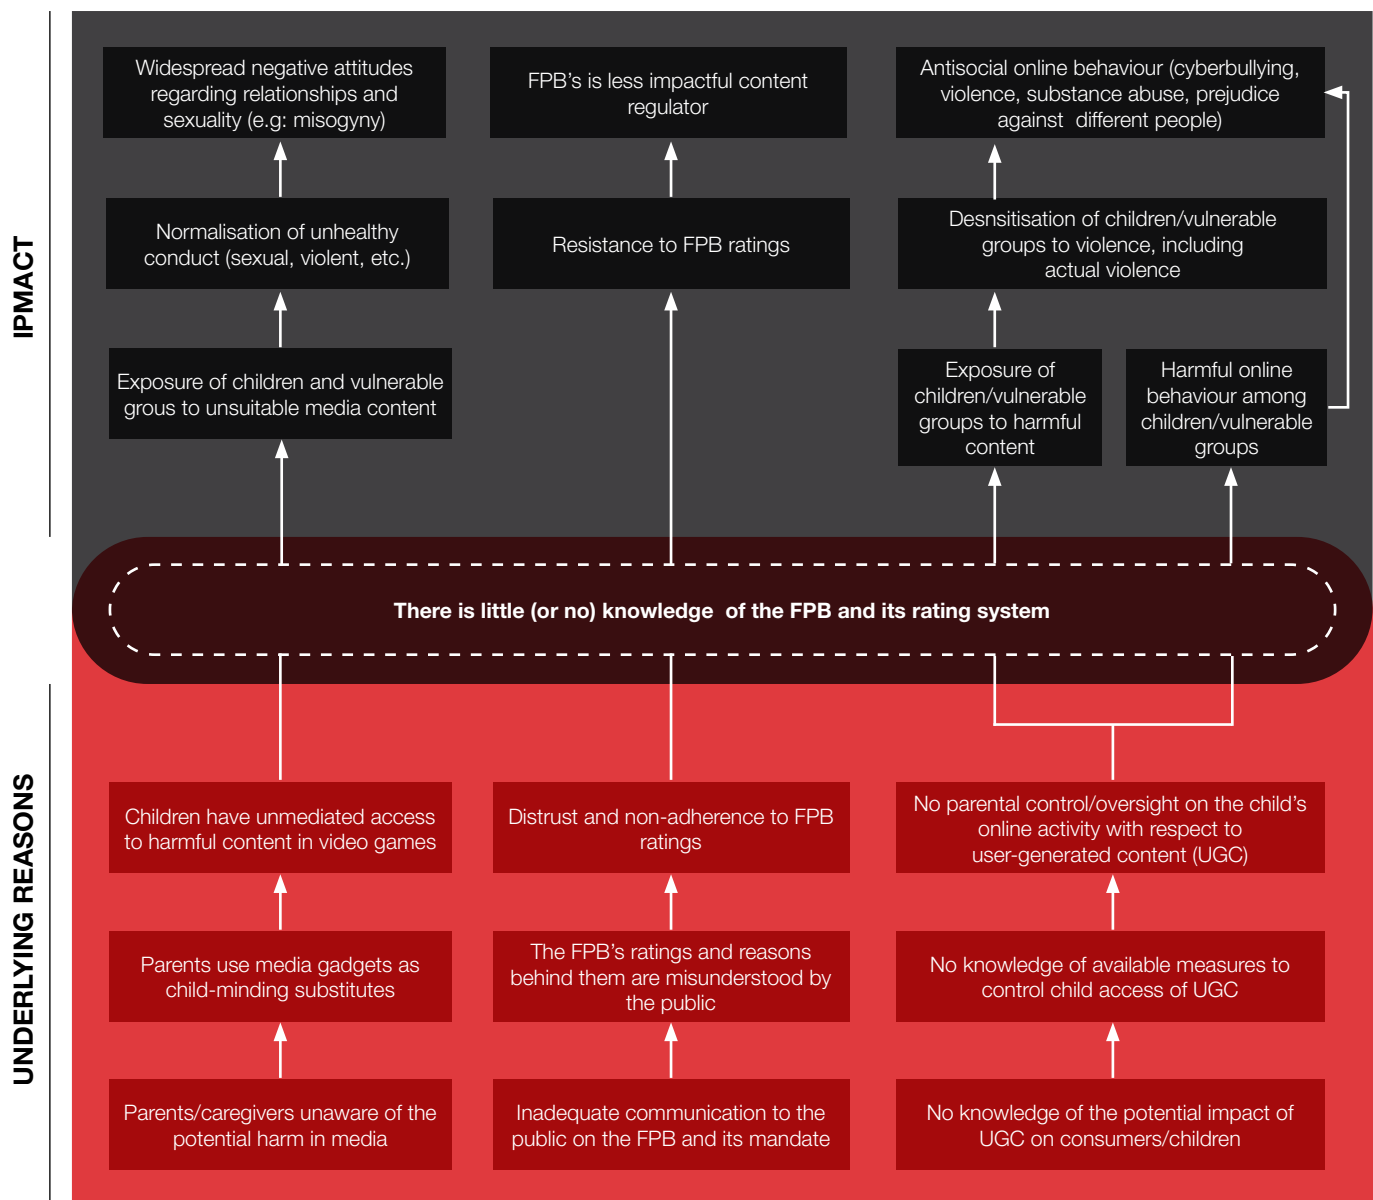 IPMACT
Widespread negative attitudes
regarding relationships and
sexuality (e.g: misogyny)
FPB's is less impactful content
regulator
Antisocial online behaviour (cyberbullying,
violence, substance abuse, prejudice
against  different people)
Normalisation of unhealthy
conduct (sexual, violent, etc.)
Resistance to FPB ratings
Desnsitisation of children/vulnerable
groups to violence, including
actual violence
Exposure of children and vulnerable
grous to unsuitable media content
Exposure of
children/vulnerable
groups to harmful
content
Harmful online
behaviour among
children/vulnerable
groups
There is little (or no) knowledge  of the FPB and its rating system
UNDERLYING REASONS
Children have unmediated access
to harmful content in video games
Distrust and non-adherence to FPB
ratings
No parental control/oversight on the child's
online activity with respect to
user-generated content (UGC)
Parents use media gadgets as
child-minding substitutes
The FPB's ratings and reasons
behind them are misunderstood by
the public
No knowledge of available measures to
control child access of UGC
Parents/caregivers unaware of the
potential harm in media
Inadequate communication to the
public on the FPB and its mandate
No knowledge of the potential impact of
UGC on consumers/children